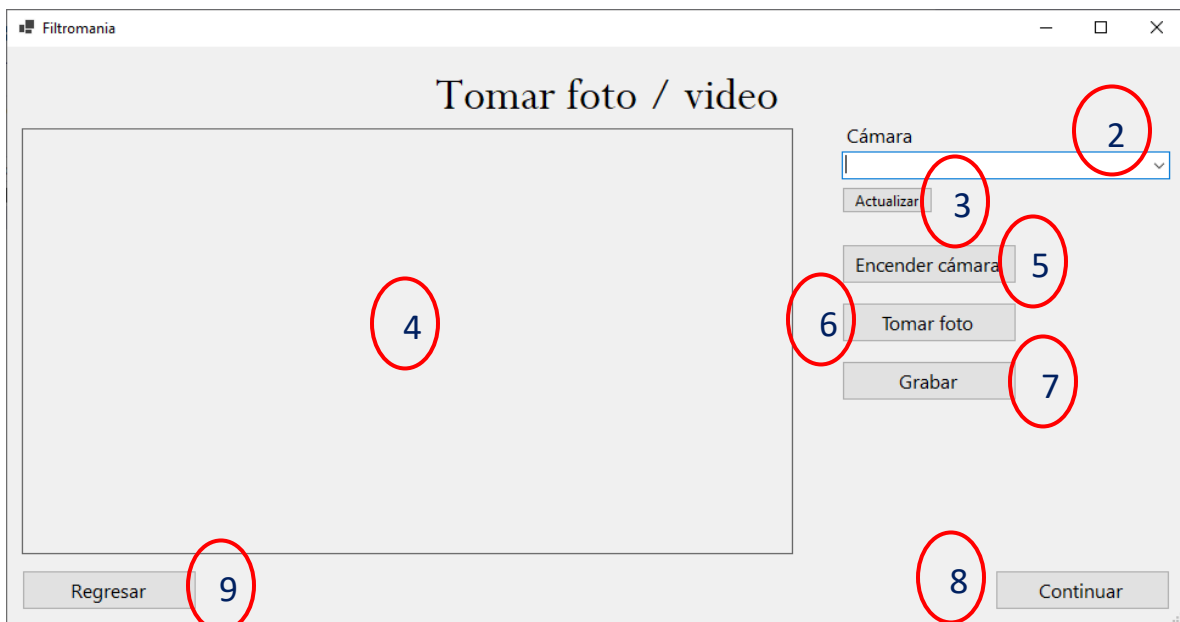 Filtromania
Tomar foto / video
Cámara
2
Actualizar
3
Encender cámara
5
4
6
Tomar foto
Grabar
7
Regresar
9
8
Continuar